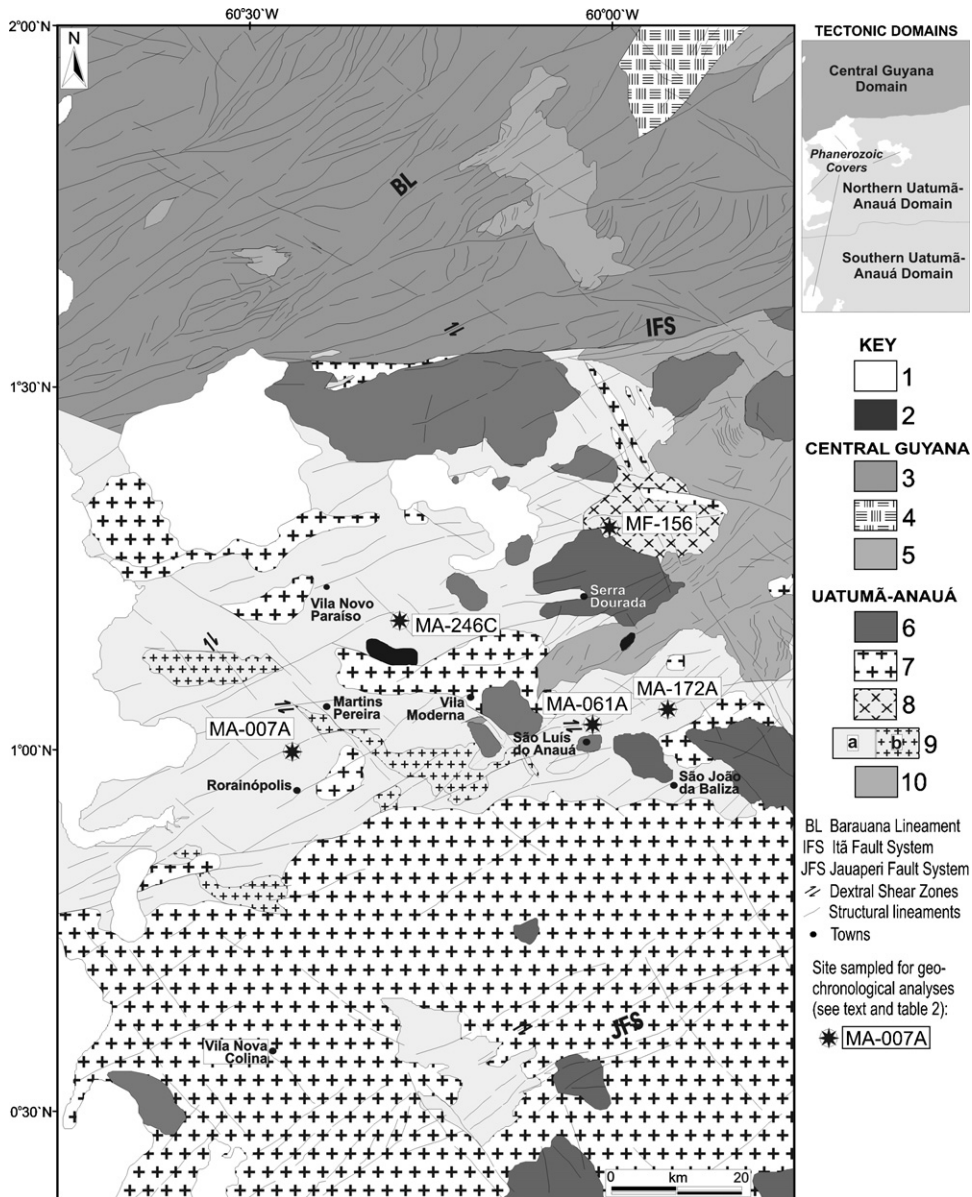 60°30'W
60°00'W
2°00'N
1°30'N
1°00'N
0°30'N
N
BL
IFS
MF-156
Serra
Dourada
Vila Novo
Paraíso
MA-246C
MA-172A
MA-061A
Martins
Pereira
Vila
Moderna
MA-007A
São Luís
do Anauá
Rorainópolis
São João
da Baliza
JFS
Vila Nova
Colina
0 km 20
TECTONIC DOMAINS
Central Guyana
Domain
Phanerozoic
Covers
Northern Uatumã-
Anauá Domain
Southern Uatumã-
Anauá Domain
KEY
1
2
CENTRAL GUYANA
3
4
5
UATUMÃ-ANAUÁ
6
7
8
a b 9
10
BL Barauana Lineament
IFS Itã Fault System
JFS Jauaperi Fault System
Dextral Shear Zones
Structural lineaments
Towns
Site sampled for geo-
chronological analyses
(see text and table 2):
MA-007A